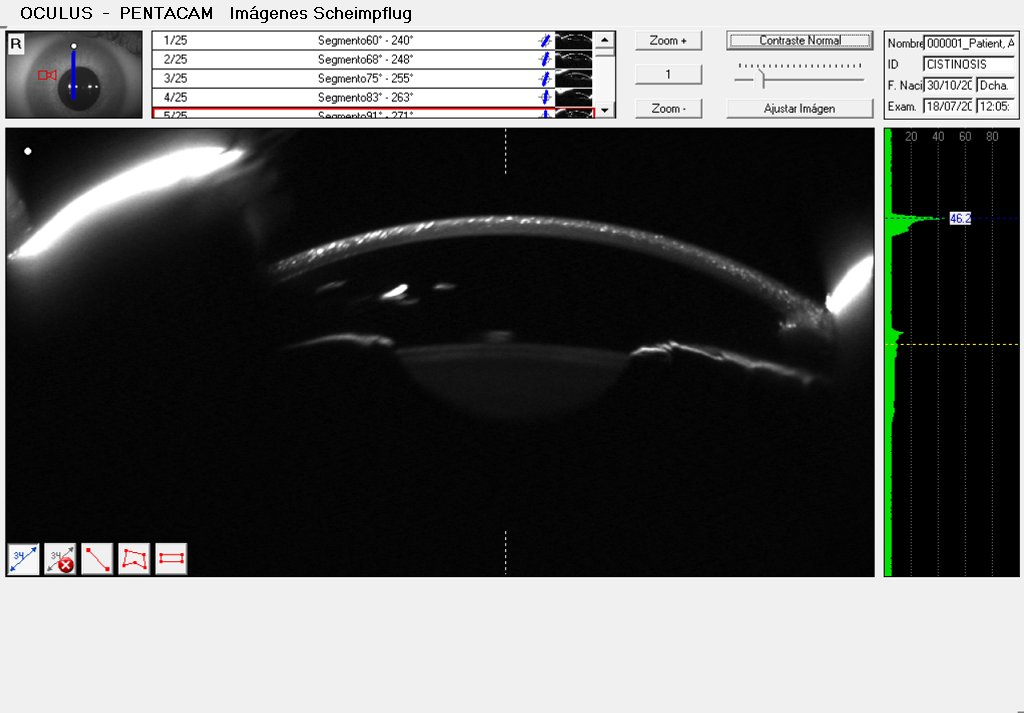 OCULUS - PENTACAM Imágenes Scheimpflug
R
1/25 Segmento60° - 240°
2/25 Segmento68° - 248°
3/25 Segmento75° - 255°
4/25 Segmento83° - 263°
5/25 Segmento91° - 271°
Zoom +
1
Zoom -
Contraste Normal
Ajustar Imágen
Nombre 000001_Patient, A
ID CISTINOSIS
F. Naci 30/10/20 Dcha.
Exam. 18/07/20 12:05:
20 40 60 80
46.2
34
34